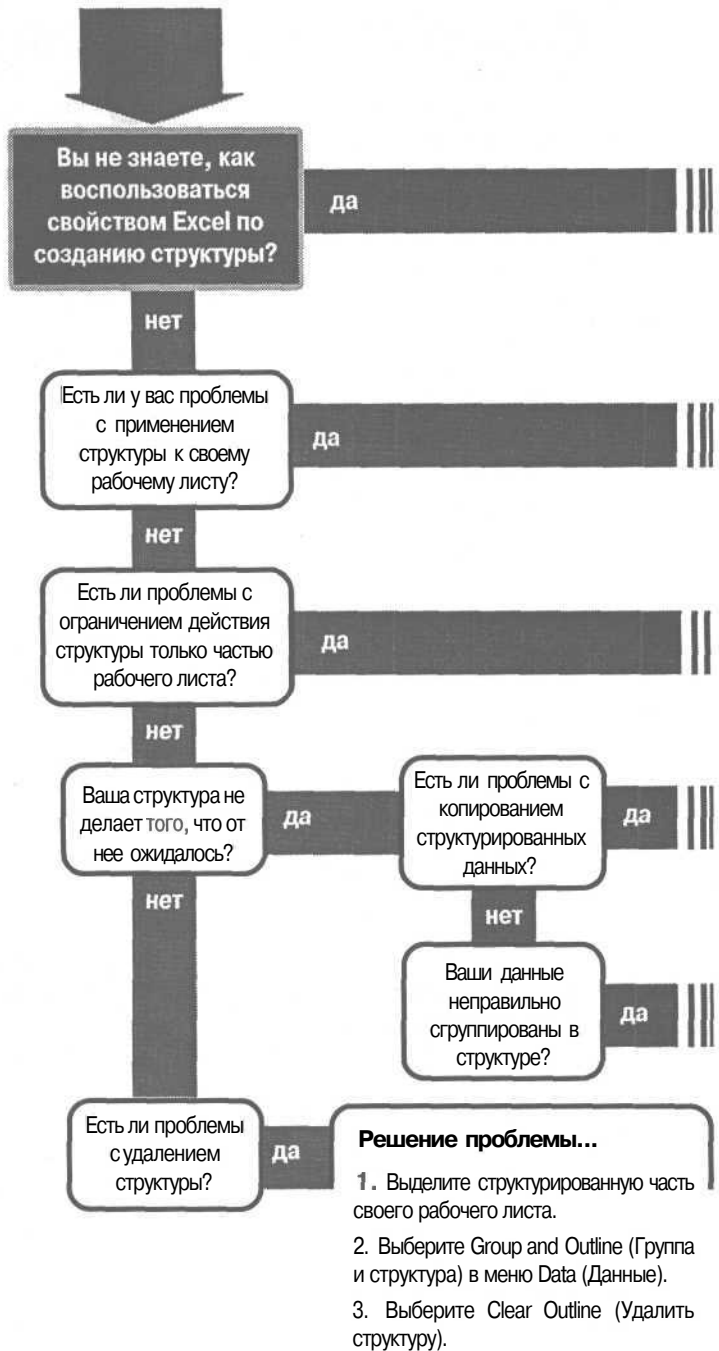 Вы не знаете, как
воспользоваться
свойством Excel по
созданию структуры?
да
нет
Есть ли у вас проблемы
с применением
структуры к своему
рабочему листу?
да
нет
Есть ли проблемы с
ограничением действия
структуры только частью
рабочего листа?
да
нет
Ваша структура не
делает того, что от
нее ожидалось?
да
Есть ли проблемы с
копированием
структурированных
данных?
да
нет
нет
Ваши данные
неправильно
сгруппированы в
структуре?
да
Есть ли проблемы
с удалением
структуры?
да
Решение проблемы...
1. Выделите структурированную часть
своего рабочего листа.
2. Выберите Group and Outline (Группа
и структура) в меню Data (Данные).
3. Выберите Clear Outline (Удалить
структуру).